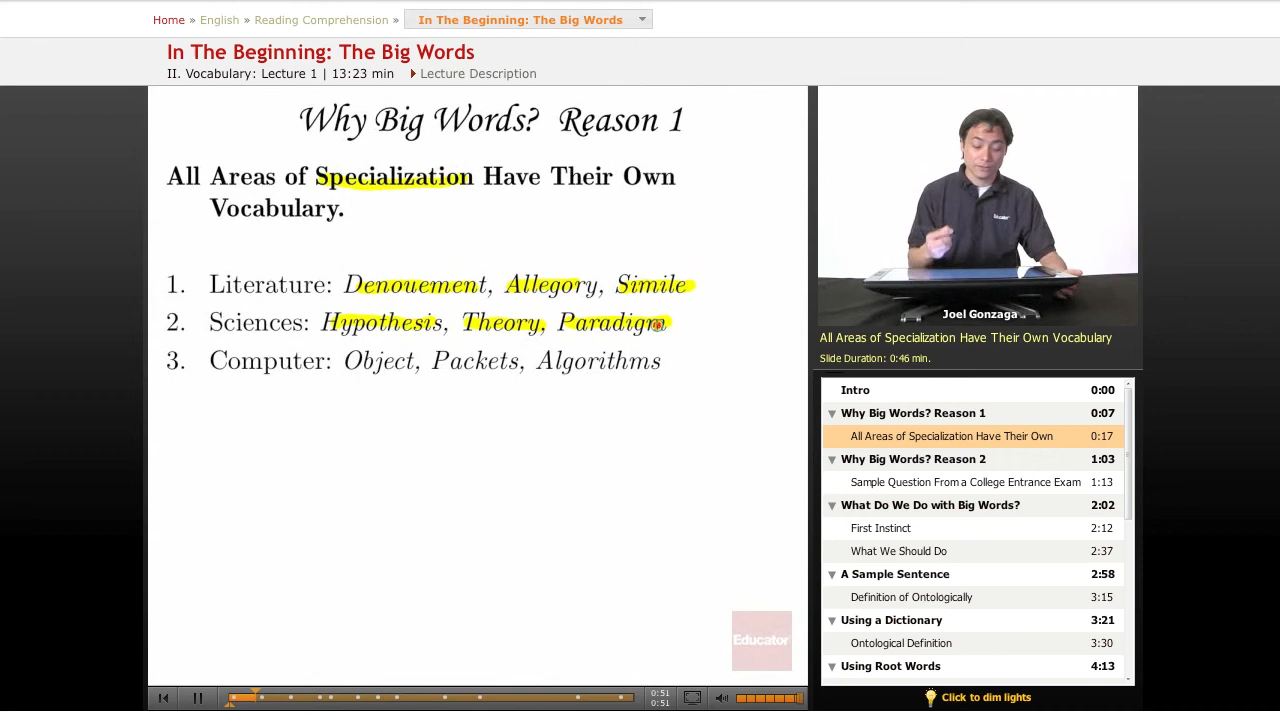 Home » English » Reading Comprehension » In The Beginning: The Big Words
In The Beginning: The Big Words
II. Vocabulary: Lecture 1 | 13:23 min Lecture Description
Why Big Words? Reason 1
All Areas of Specialization Have Their Own
Vocabulary.
1. Literature: Denouement, Allegory, Simile
2. Sciences: Hypothesis, Theory, Paradigm
3. Computer: Object, Packets, Algorithms
Educator
0:51
0:51
Educator
Joel Gonzaga
All Areas of Specialization Have Their Own Vocabulary
Slide Duration: 0:46 min.
Intro 0:00
Why Big Words? Reason 1 0:07
All Areas of Specialization Have Their Own 0:17
Why Big Words? Reason 2 1:03
Sample Question From a College Entrance Exam 1:13
What Do We Do with Big Words? 2:02
First Instinct 2:12
What We Should Do 2:37
A Sample Sentence 2:58
Definition of Ontologically 3:15
Using a Dictionary 3:21
Ontological Definition 3:30
Using Root Words 4:13
Click to dim lights